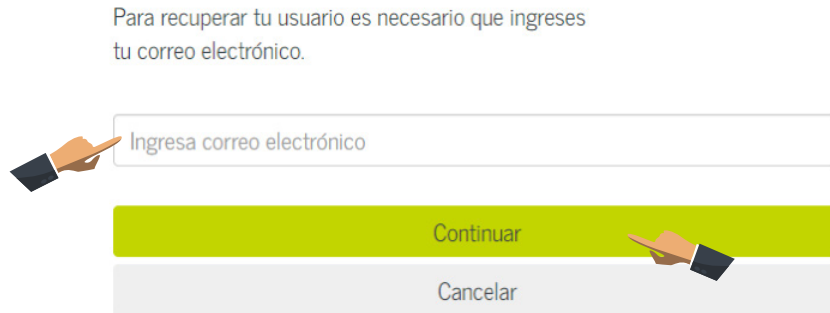 Para recuperar tu usuario es necesario que ingreses
tu correo electrónico.
Ingresa correo electrónico
Continuar
Cancelar